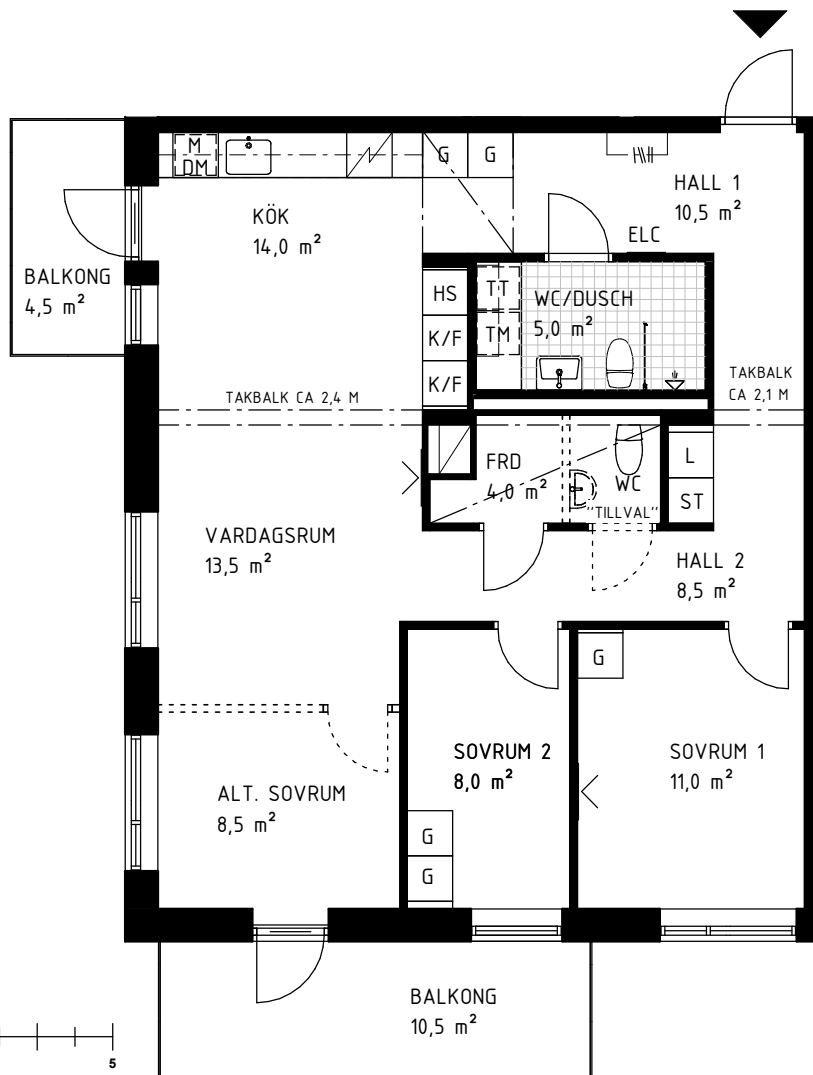 M
DM
G
G
HALL 1
10,5 m²
KÖK
14,0 m²
ELC
BALKONG
4,5 m²
HS
TT
WC/DUSCH
5,0 m²
K/F
TM
K/F
TAKBALK
CA 2,1 M
TAKBALK CA 2,4 M
FRD
4,0 m²
WC
"TILLVAL"
L
ST
VARDAGSRUM
13,5 m²
HALL 2
8,5 m²
G
SOVRUM 2
8,0 m²
SOVRUM 1
11,0 m²
ALT. SOVRUM
8,5 m²
G
G
BALKONG
10,5 m²
5